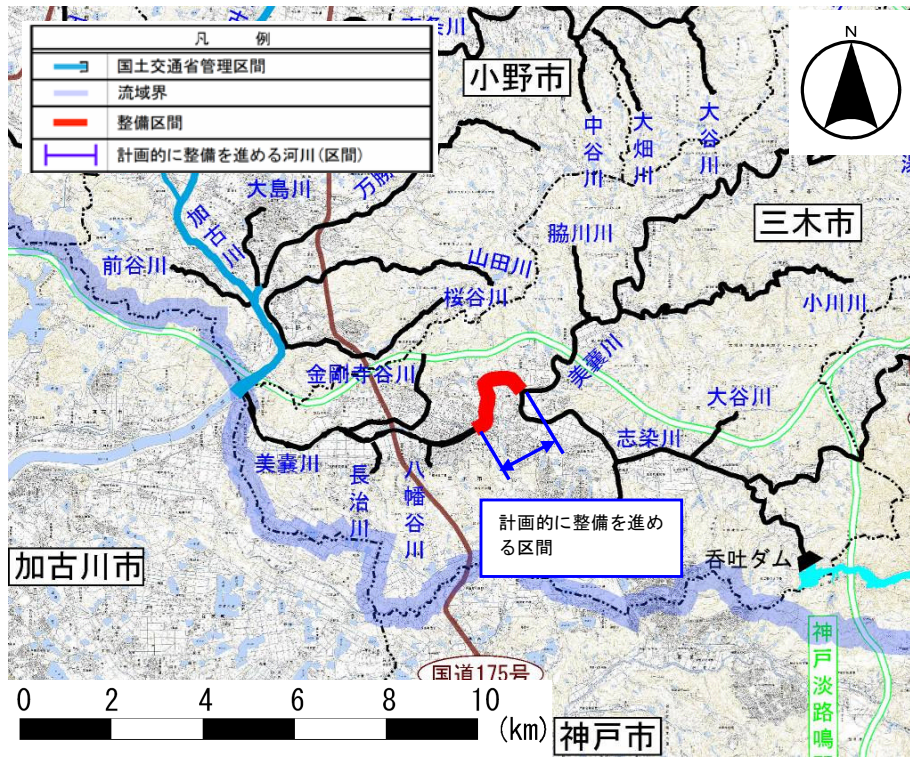 凡　例
国土交通省管理区間
流域界
整備区間
計画的に整備を進める河川(区間)
条川
小野市
N
中谷川
大畑川
大谷川
大島川
万勝
加古川
前谷川
山田川
桜谷川
脇川川
三木市
小川川
金剛寺谷川
美嚢川
大谷川
志染川
美嚢川
長治川
八幡谷川
計画的に整備を進め
る区間
加古川市
呑吐ダム
国道175号
神戸淡路鳴
0 2 4 6 8 10
(km)
神戸市